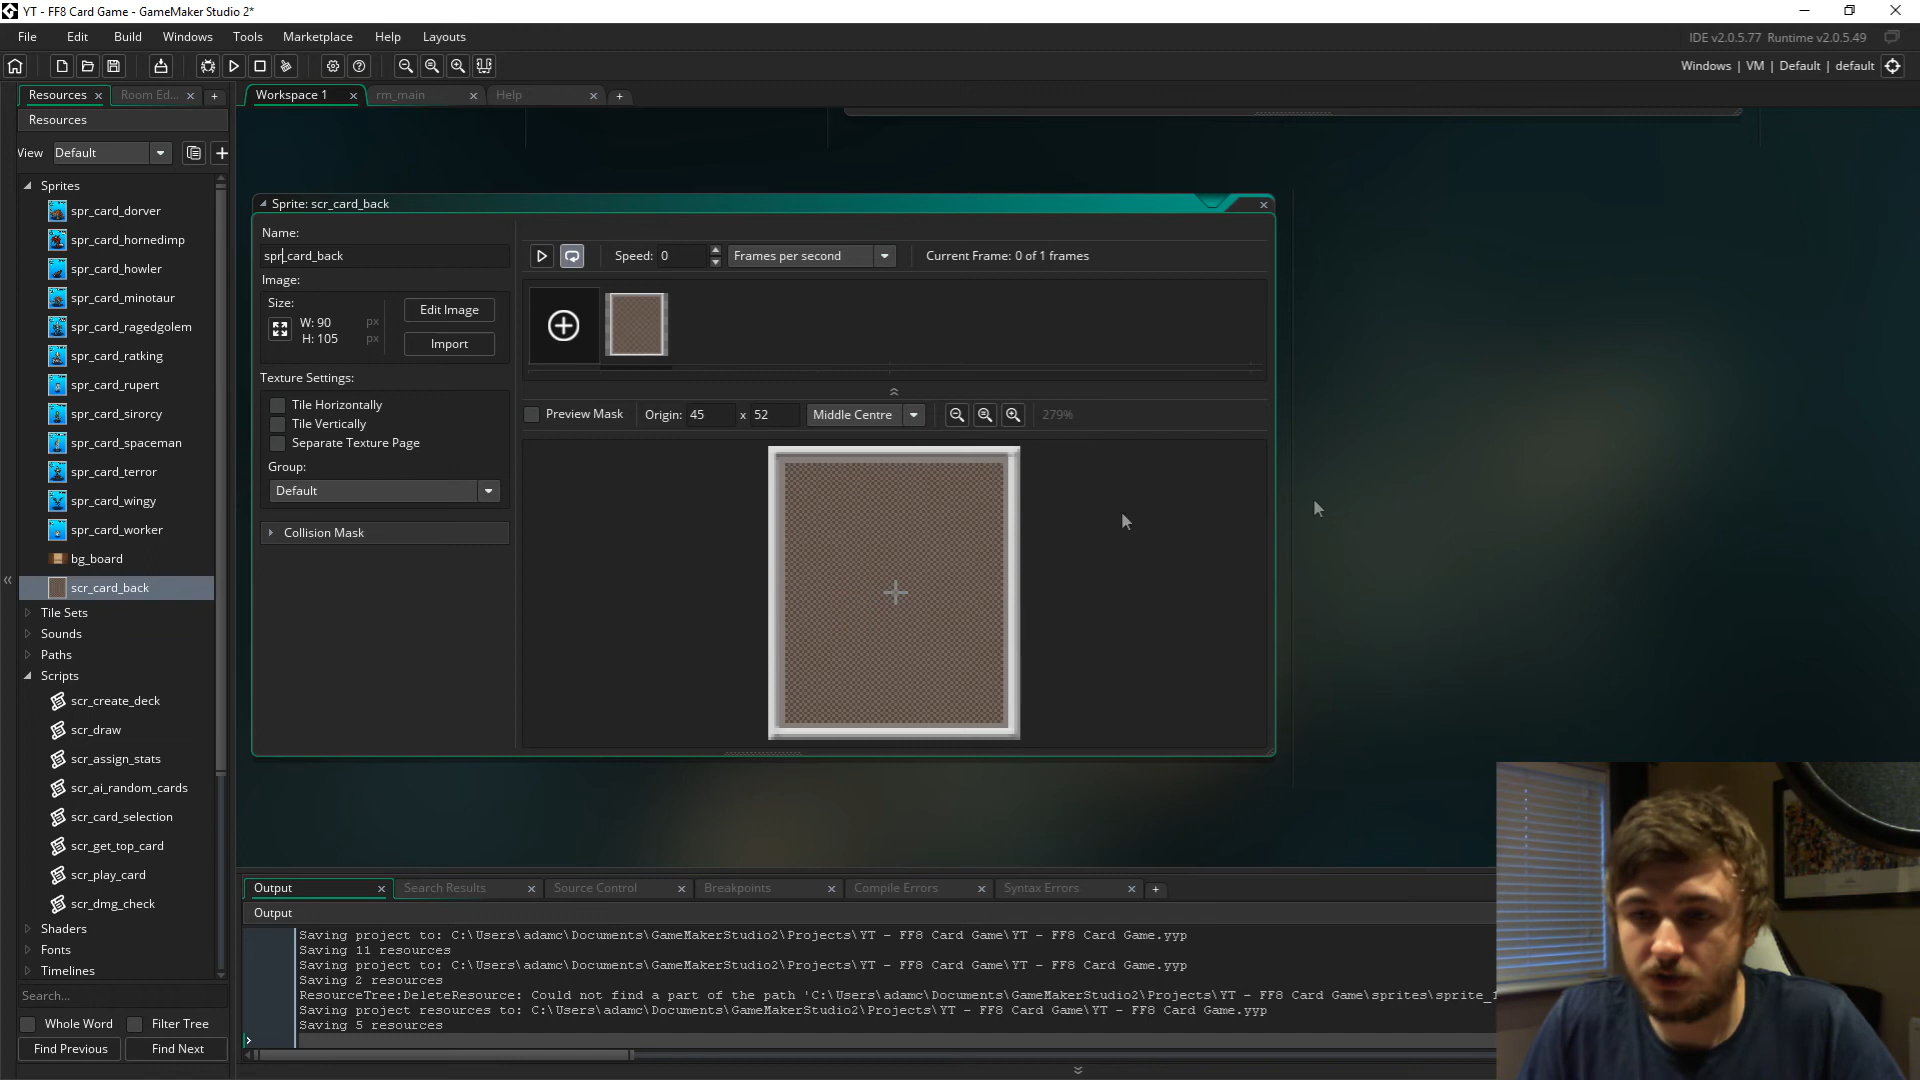 YT - FF8 Card Game - GameMaker Studio 2*
File Edit Build Windows Tools Marketplace Help Layouts
IDE v2.0.5.77 Runtime v2.0.5.49
Windows | VM | Default | default
Resources
Room Ed...
Workspace 1
rm_main
Help
Resources
View Default
Sprites
spr_card_dorver
spr_card_hornedimp
spr_card_howler
spr_card_minotaur
spr_card_ragedgolem
spr_card_ratking
spr_card_rupert
spr_card_sirorcy
spr_card_spaceman
spr_card_terror
spr_card_wingy
spr_card_worker
bg_board
scr_card_back
Tile Sets
Sounds
Paths
Scripts
scr_create_deck
scr_draw
scr_assign_stats
scr_ai_random_cards
scr_card_selection
scr_get_top_card
scr_play_card
scr_dmg_check
Shaders
Fonts
Timelines
Search...
Whole Word Filter Tree
Find Previous Find Next
Sprite: scr_card_back
Name:
spr_card_back
Image:
Size:
W: 90 px
H: 105 px
Edit Image
Import
Texture Settings:
Tile Horizontally
Tile Vertically
Separate Texture Page
Group:
Default
Collision Mask
Speed: 0 Frames per second Current Frame: 0 of 1 frames
Preview Mask Origin: 45 x 52 Middle Centre 279%
Output
Search Results
Source Control
Breakpoints
Compile Errors
Syntax Errors
Output
Saving project to: C:\Users\adamc\Documents\GameMakerStudio2\Projects\YT - FF8 Card Game\YT - FF8 Card Game.yyp
Saving 11 resources
Saving project to: C:\Users\adamc\Documents\GameMakerStudio2\Projects\YT - FF8 Card Game\YT - FF8 Card Game.yyp
Saving 2 resources
ResourceTree:DeleteResource: Could not find a part of the path 'C:\Users\adamc\Documents\GameMakerStudio2\Projects\YT - FF8 Card Game\sprites\sprite_1
Saving project resources to: C:\Users\adamc\Documents\GameMakerStudio2\Projects\YT - FF8 Card Game\YT - FF8 Card Game.yyp
Saving 5 resources